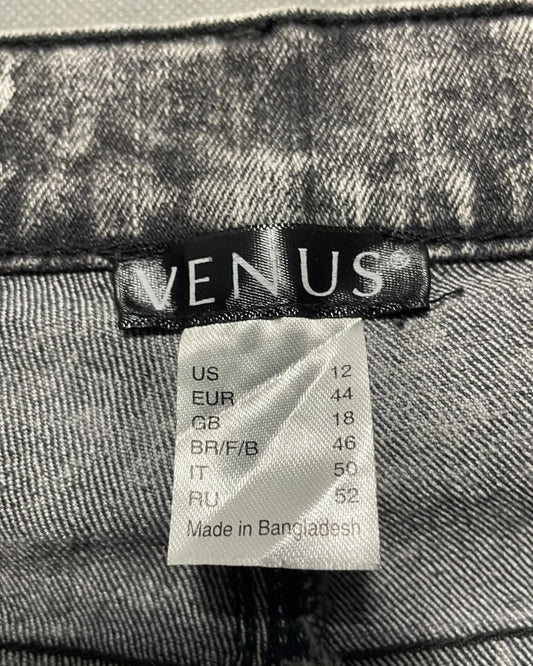 VENUS®
US 12
EUR 44
GB 18
BR/F/B 46
IT 50
RU 52
Made in Bangladesh